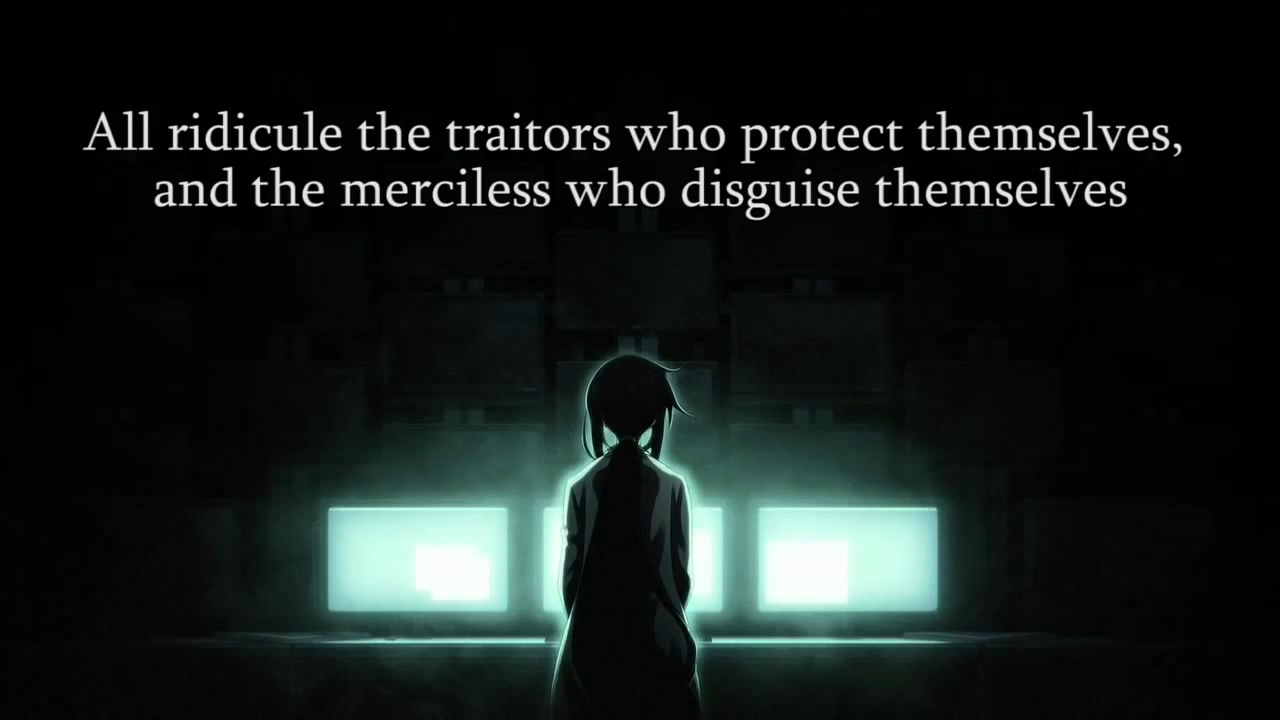 All ridicule the traitors who protect themselves,
and the merciless who disguise themselves